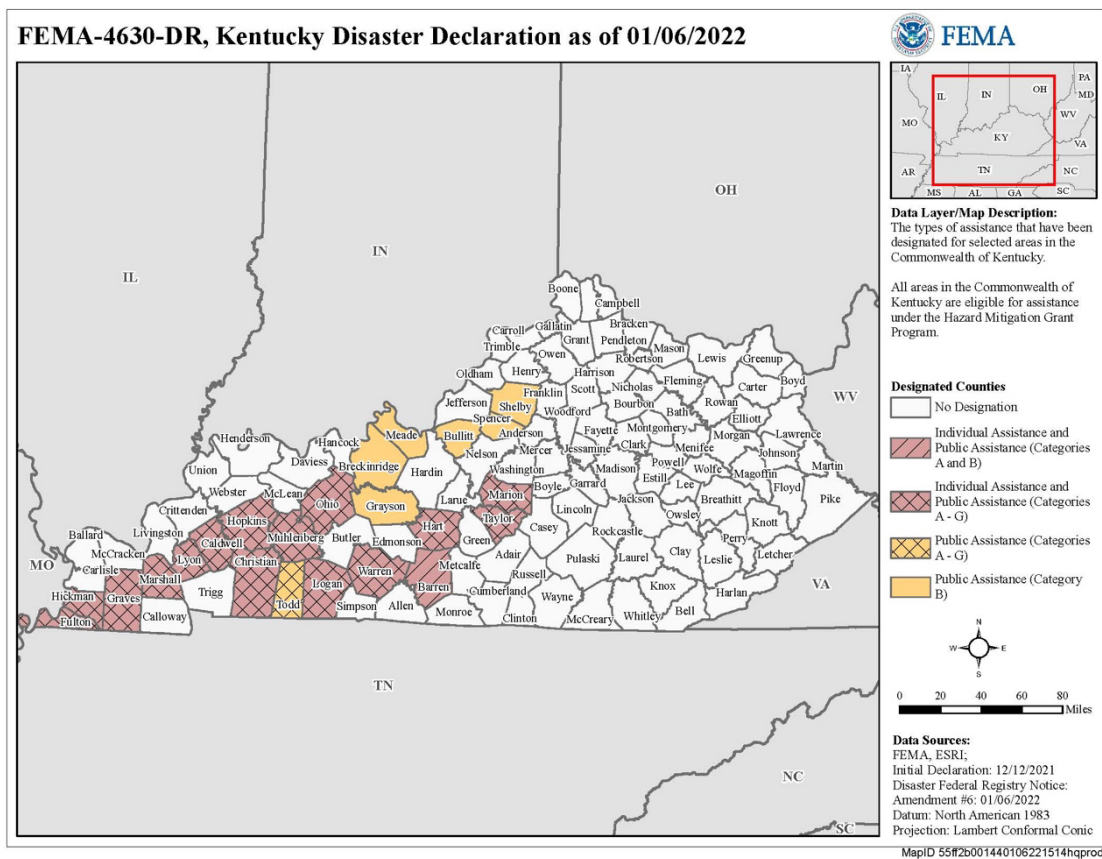 FEMA-4630-DR, Kentucky Disaster Declaration as of 01/06/2022
FEMA
IA
IL
IN
OH
PA
MD
MO
WV
KY
VA
AR
TN
NC
MS
AL
GA
SC
Data Layer/Map Description:
The types of assistance that have been
designated for selected areas in the
Commonwealth of Kentucky.
All areas in the Commonwealth of
Kentucky are eligible for assistance
under the Hazard Mitigation Grant
Program.
Designated Counties
No Designation
Individual Assistance and
Public Assistance (Categories
A and B)
Individual Assistance and
Public Assistance (Categories
A - G)
Public Assistance (Categories
A - G)
Public Assistance (Category
B)
N
W E
S
0 20 40 60 80
Miles
Data Sources:
FEMA, ESRI;
Initial Declaration: 12/12/2021
Disaster Federal Registry Notice:
Amendment #6: 01/06/2022
Datum: North American 1983
Projection: Lambert Conformal Conic
MapID 55ff2b001440106221514hqprod
OH
IN
IL
WV
MO
VA
TN
NC
SC
Boone
Campbell
Carroll
Gallatin
Bracken
Trimble
Grant
Pendleton
Mason
Owen
Robertson
Lewis
Greenup
Oldham
Henry
Harrison
Fleming
Carter
Boyd
Jefferson
Franklin
Scott
Nicholas
Rowan
Shelby
Woodford
Bourbon
Bath
Elliott
Spencer
Fayette
Montgomery
Morgan
Lawrence
Meade
Bullitt
Anderson
Clark
Menifee
Hancock
Nelson
Mercer
Jessamine
Johnson
Henderson
Daviess
Breckinridge
Hardin
Washington
Madison
Powell
Wolfe
Magoffin
Martin
Union
Boyle
Garrard
Estill
Lee
Floyd
Webster
McLean
Ohio
Grayson
Larue
Marion
Lincoln
Jackson
Breathitt
Pike
Crittenden
Hopkins
Hart
Taylor
Casey
Owsley
Knott
Ballard
Livingston
Caldwell
Muhlenberg
Butler
Edmonson
Green
Rockcastle
Perry
McCracken
Lyon
Adair
Pulaski
Laurel
Clay
Leslie
Letcher
Carlisle
Marshall
Christian
Warren
Metcalfe
Russell
Hickman
Graves
Trigg
Logan
Barren
Cumberland
Wayne
Knox
Harlan
Fulton
Calloway
Todd
Simpson
Allen
Monroe
Clinton
McCreary
Whitley
Bell